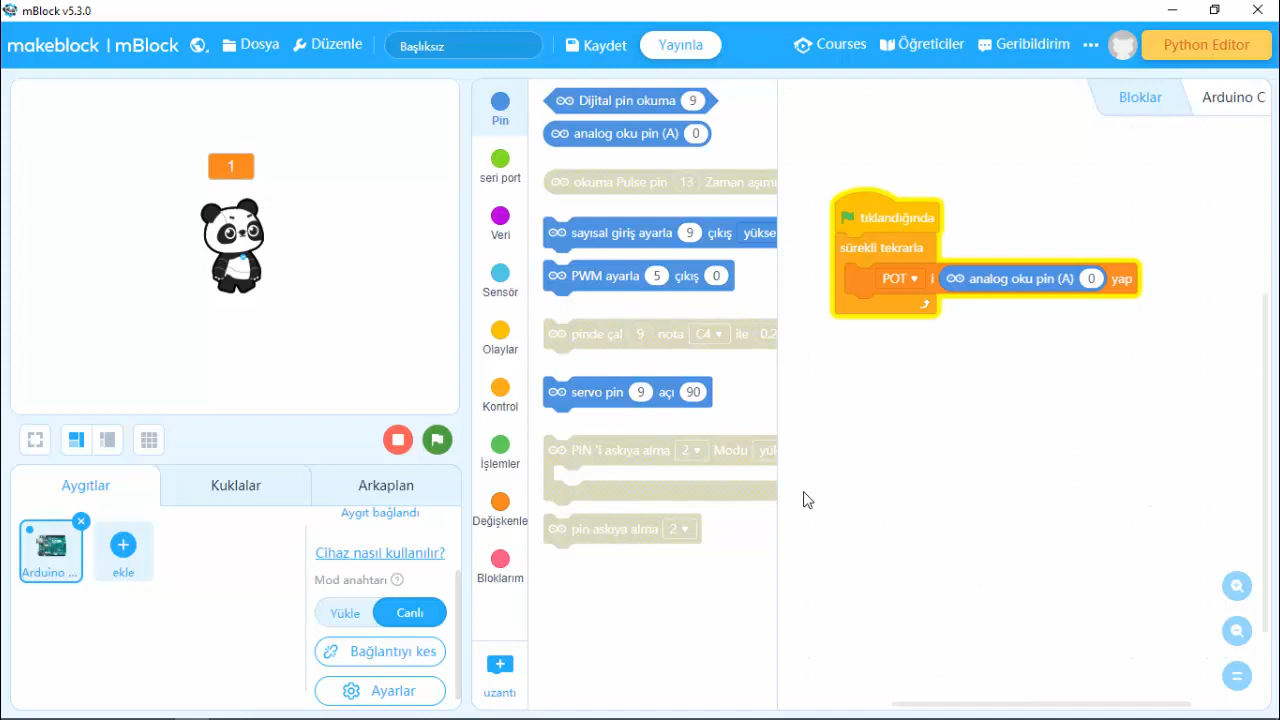 mBlock v5.3.0
makeblock | mBlock
Dosya
Düzenle
Başlıksız
Kaydet
Yayınla
Courses
Öğreticiler
Geribildirim
Python Editor
1
Pin
seri port
Veri
Sensör
Olaylar
Kontrol
İşlemler
Değişkenle
Bloklarım
uzantı
Dijital pin okuma 9
analog oku pin (A) 0
okuma Pulse pin 13 Zaman aşımı
sayısal giriş ayarla 9 çıkış yükse
PWM ayarla 5 çıkış 0
pinde çal 9 nota C4 ile 0.2
servo pin 9 açı 90
PIN 'I askıya alma 2 Modu yük
pin askıya alma 2
Bloklar
Arduino C
tıklandığında
sürekli tekrarla
POT i analog oku pin (A) 0 yap
Aygıtlar
Kuklalar
Arkaplan
Arduino ...
ekle
Aygıt bağlandı
Cihaz nasıl kullanılır?
Mod anahtarı ?
Yükle
Canlı
Bağlantıyı kes
Ayarlar